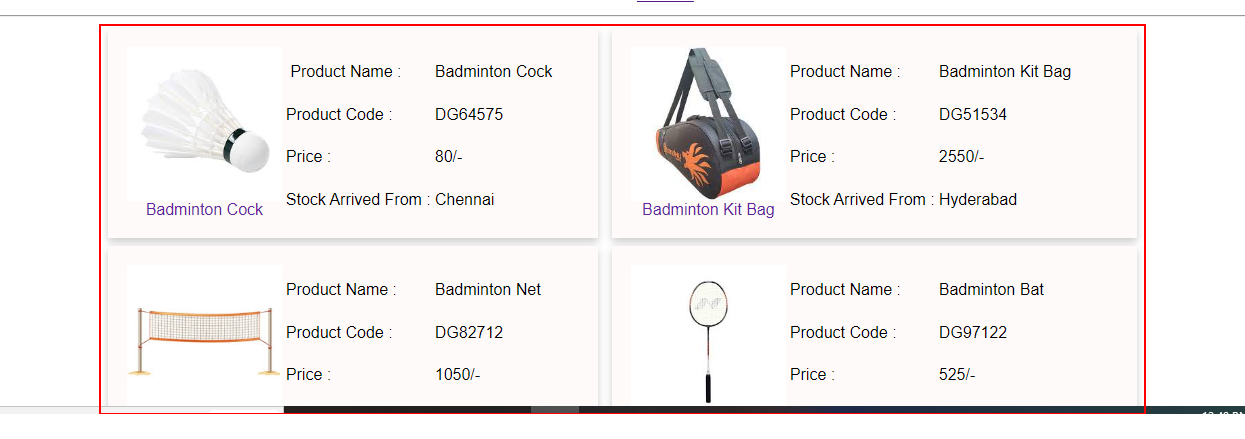 Product Name : Badminton Cock
Product Code : DG64575
Price : 80/-
Stock Arrived From : Chennai
Badminton Cock
Product Name : Badminton Kit Bag
Product Code : DG51534
Price : 2550/-
Stock Arrived From : Hyderabad
Badminton Kit Bag
Product Name : Badminton Net
Product Code : DG82712
Price : 1050/-
Product Name : Badminton Bat
Product Code : DG97122
Price : 525/-